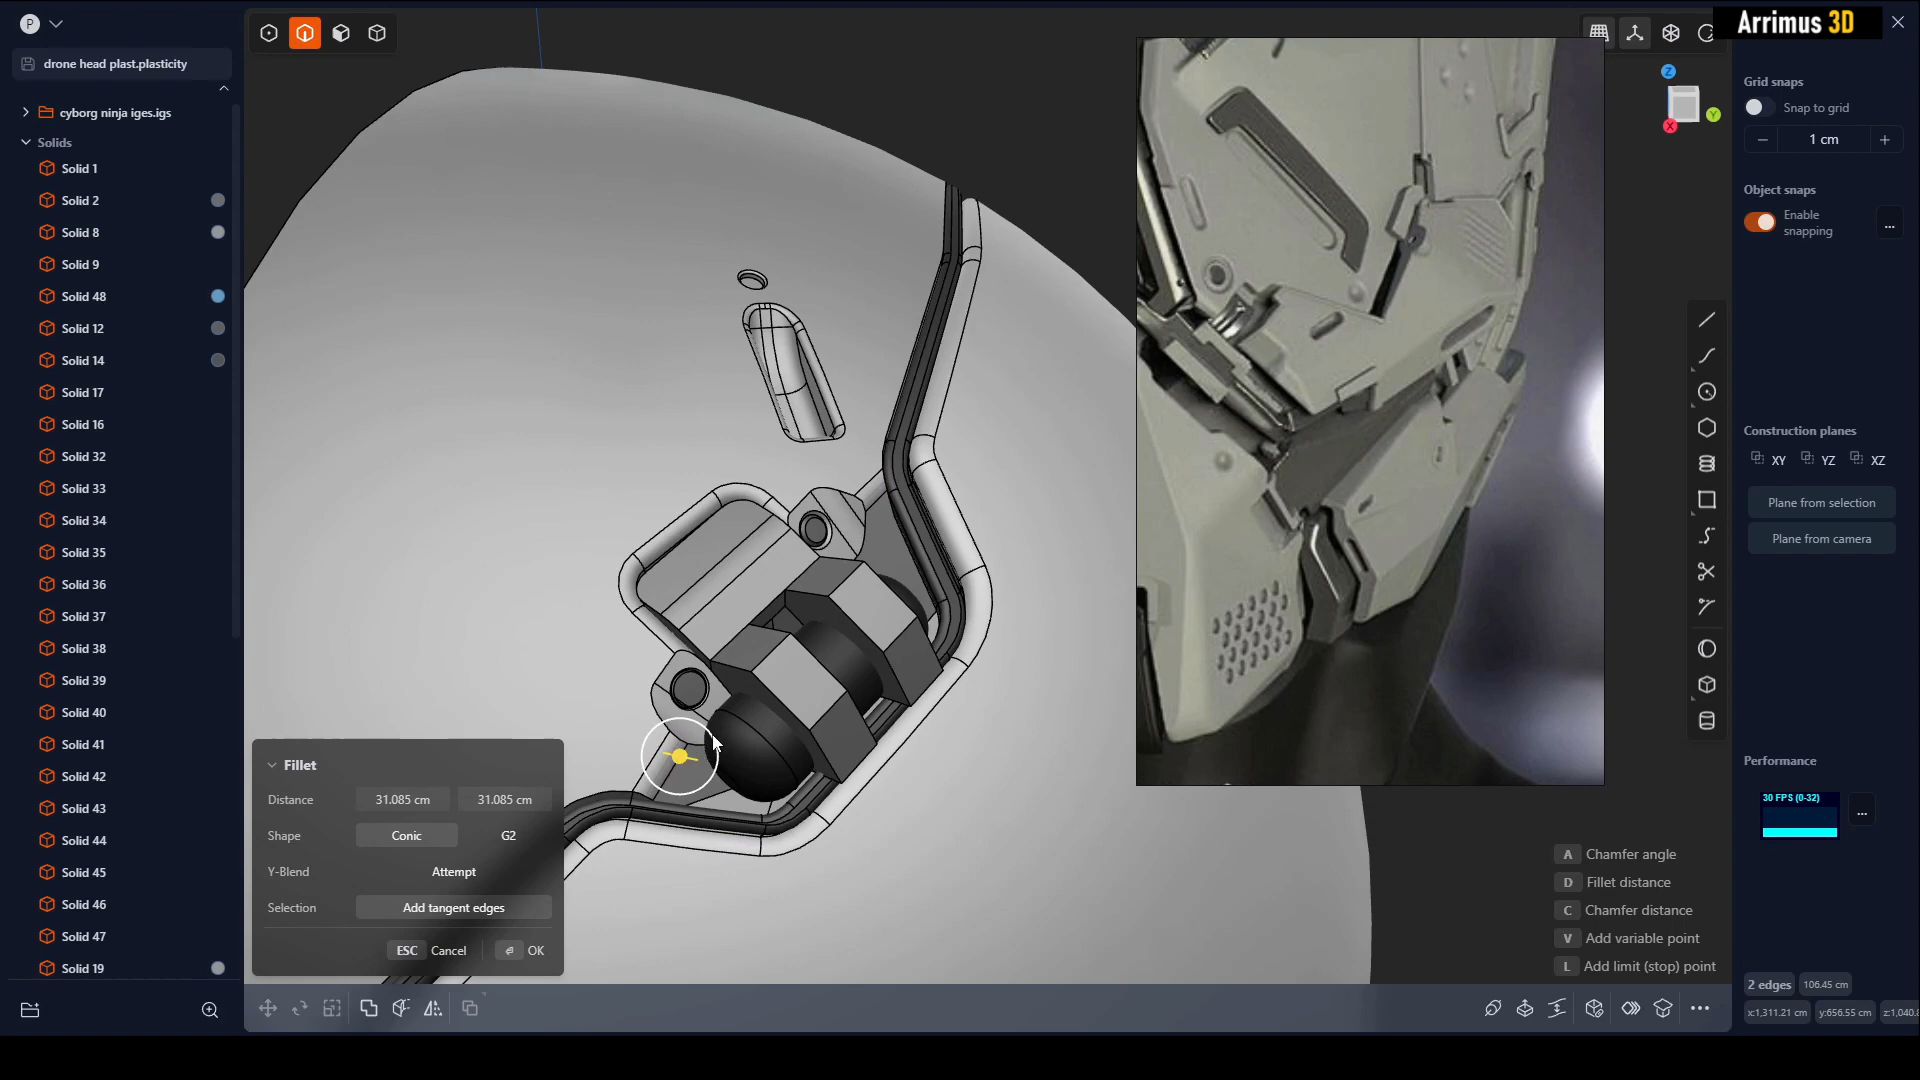 P
drone head plast.plasticity
cyborg ninja iges.igs
Solids
Solid 1
Solid 2
Solid 8
Solid 9
Solid 48
Solid 12
Solid 14
Solid 17
Solid 16
Solid 32
Solid 33
Solid 34
Solid 35
Solid 36
Solid 37
Solid 38
Solid 39
Solid 40
Solid 41
Solid 42
Solid 43
Solid 44
Solid 45
Solid 46
Solid 47
Solid 19
Fillet
Distance 31.085 cm 31.085 cm
Shape Conic G2
Y-Blend Attempt
Selection Add tangent edges
ESC Cancel OK
Arrimus 3D
Z
Y
X
A Chamfer angle
D Fillet distance
C Chamfer distance
V Add variable point
L Add limit (stop) point
Grid snaps
Snap to grid
1 cm
Object snaps
Enable
snapping
...
Construction planes
XY YZ XZ
Plane from selection
Plane from camera
Performance
30 FPS (0-32)
...
2 edges 106.45 cm
x:1,311.21 cm y:656.55 cm z:1,040.8